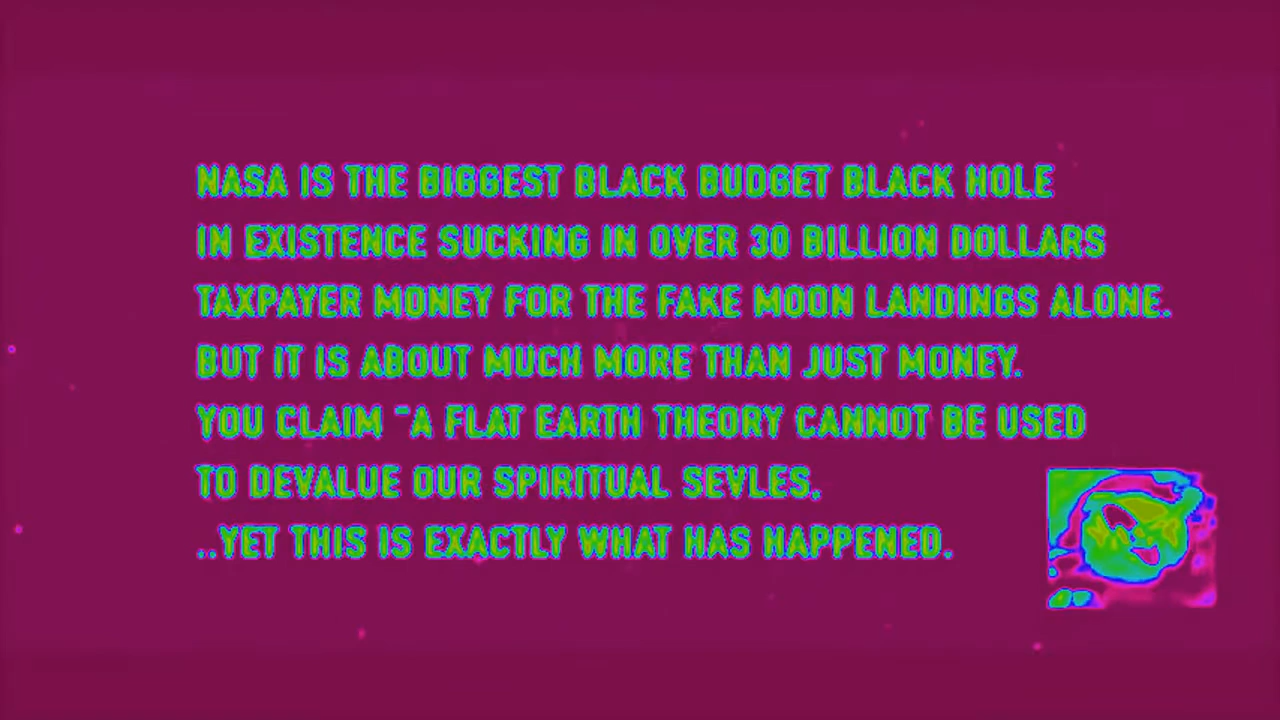 NASA IS THE BIGGEST BLACK BUDGET BLACK HOLE
IN EXISTENCE SUCKING IN OVER 30 BILLION DOLLARS
TAXPAYER MONEY FOR THE FAKE MOON LANDINGS ALONE.
BUT IT IS ABOUT MUCH MORE THAN JUST MONEY.
YOU CLAIM "A FLAT EARTH THEORY CANNOT BE USED
TO DEVALUE OUR SPIRITUAL SEVLES.
..YET THIS IS EXACTLY WHAT HAS HAPPENED.